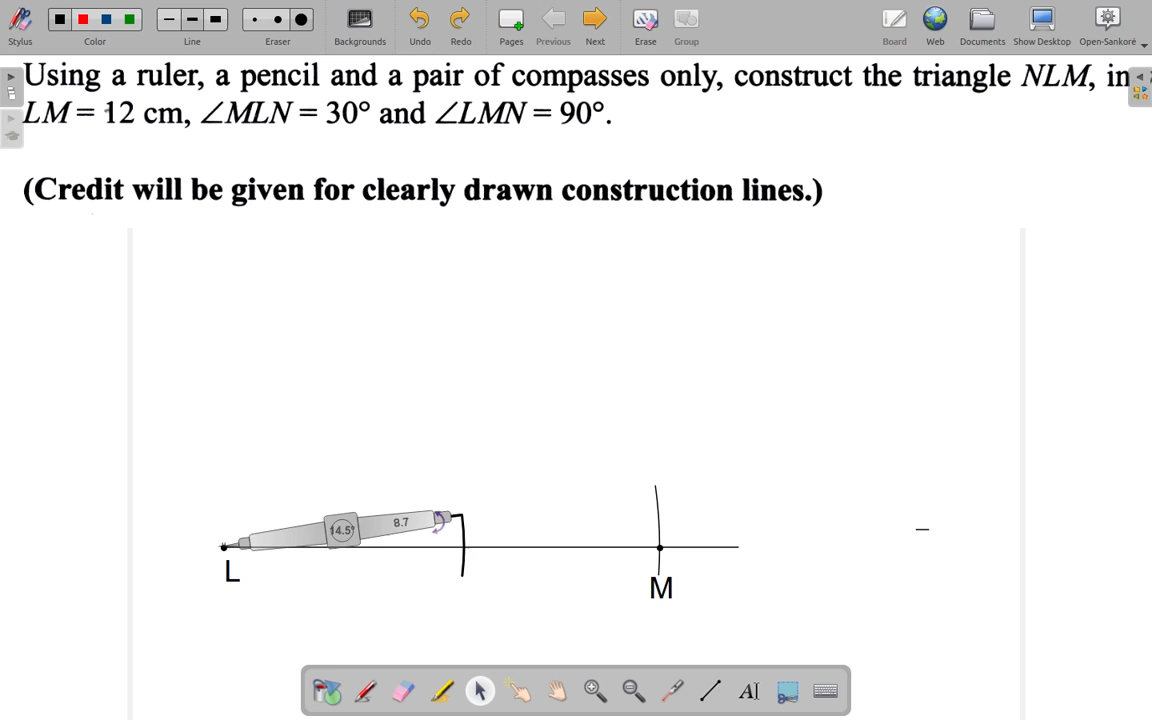 Stylus Color Line Eraser Backgrounds Undo Redo Pages Previous Next Erase Group Board Web Documents Show Desktop Open-Sankoré
Using a ruler, a pencil and a pair of compasses only, construct the triangle NLM, in
LM = 12 cm, ∠MLN = 30° and ∠LMN = 90°.
(Credit will be given for clearly drawn construction lines.)
14.5° 8.7
L
M
AI